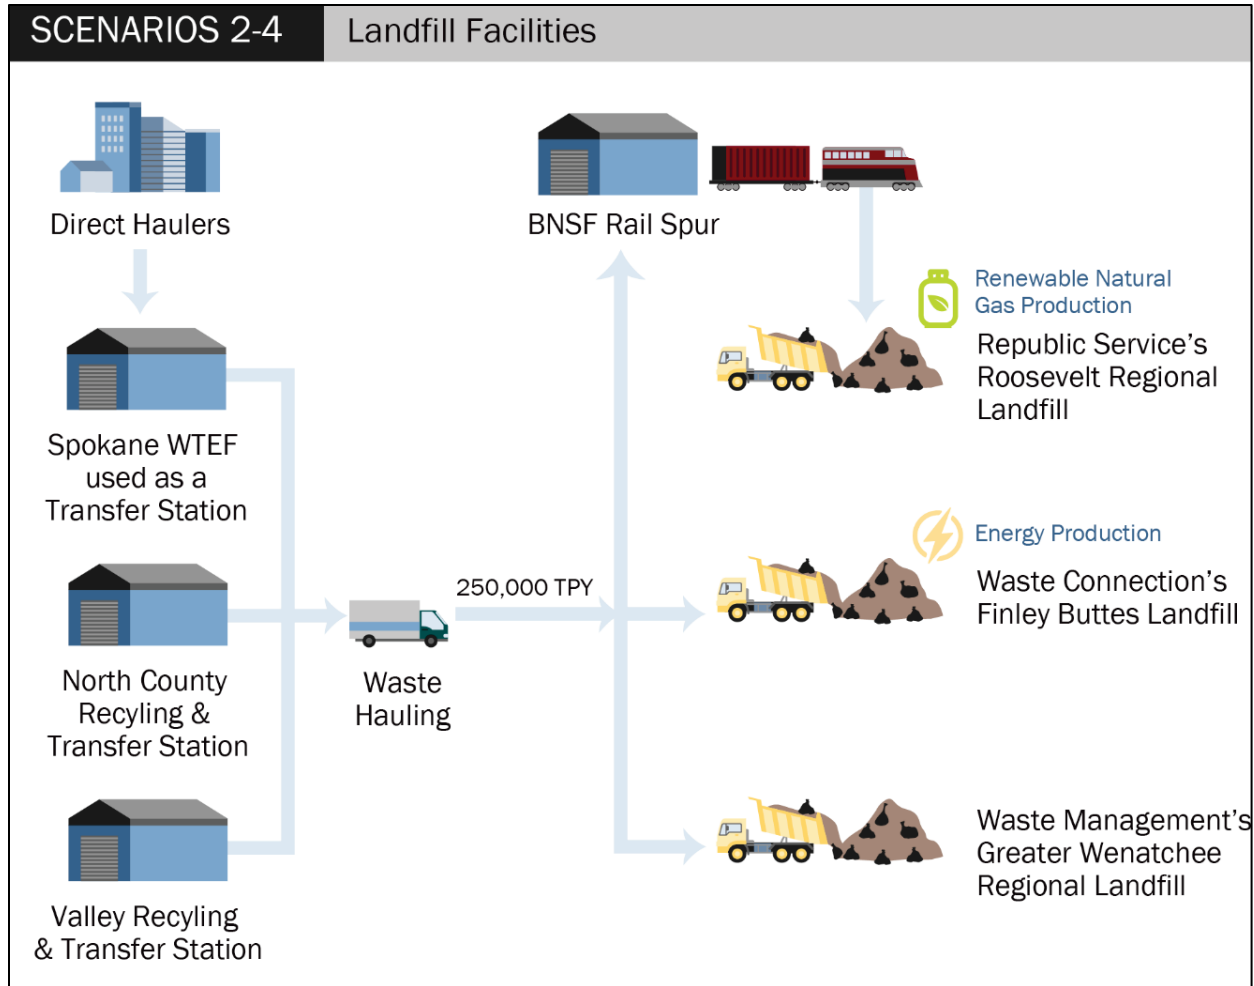 SCENARIOS 2-4
Landfill Facilities
Direct Haulers
BNSF Rail Spur
Renewable Natural
Gas Production
Republic Service's
Roosevelt Regional
Landfill
Spokane WTEF
used as a
Transfer Station
Energy Production
Waste Connection's
Finley Buttes Landfill
250,000 TPY
North County
Recyling &
Transfer Station
Waste
Hauling
Waste Management's
Greater Wenatchee
Regional Landfill
Valley Recyling
& Transfer Station